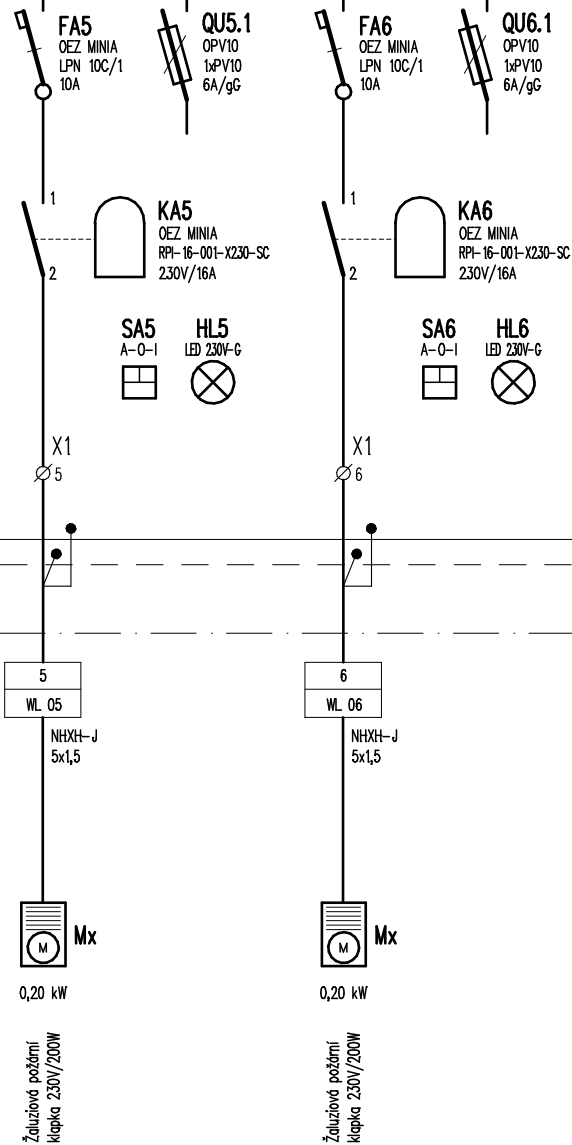 FA5
OEZ MINIA
LPN 10C/1
10A
QU5.1
OPV10
1xPV10
6A/gG
FA6
OEZ MINIA
LPN 10C/1
10A
QU6.1
OPV10
1xPV10
6A/gG
1
2
KA5
OEZ MINIA
RPI-16-001-X230-SC
230V/16A
1
2
KA6
OEZ MINIA
RPI-16-001-X230-SC
230V/16A
SA5
A-O-I
HL5
LED 230V-G
SA6
A-O-I
HL6
LED 230V-G
X1
5
X1
6
5
WL 05
NHXH-J
5x1,5
6
WL 06
NHXH-J
5x1,5
M
Mx
0,20 kW
M
Mx
0,20 kW
Žaluziová požární
klapka 230V/200W
Žaluziová požární
klapka 230V/200W